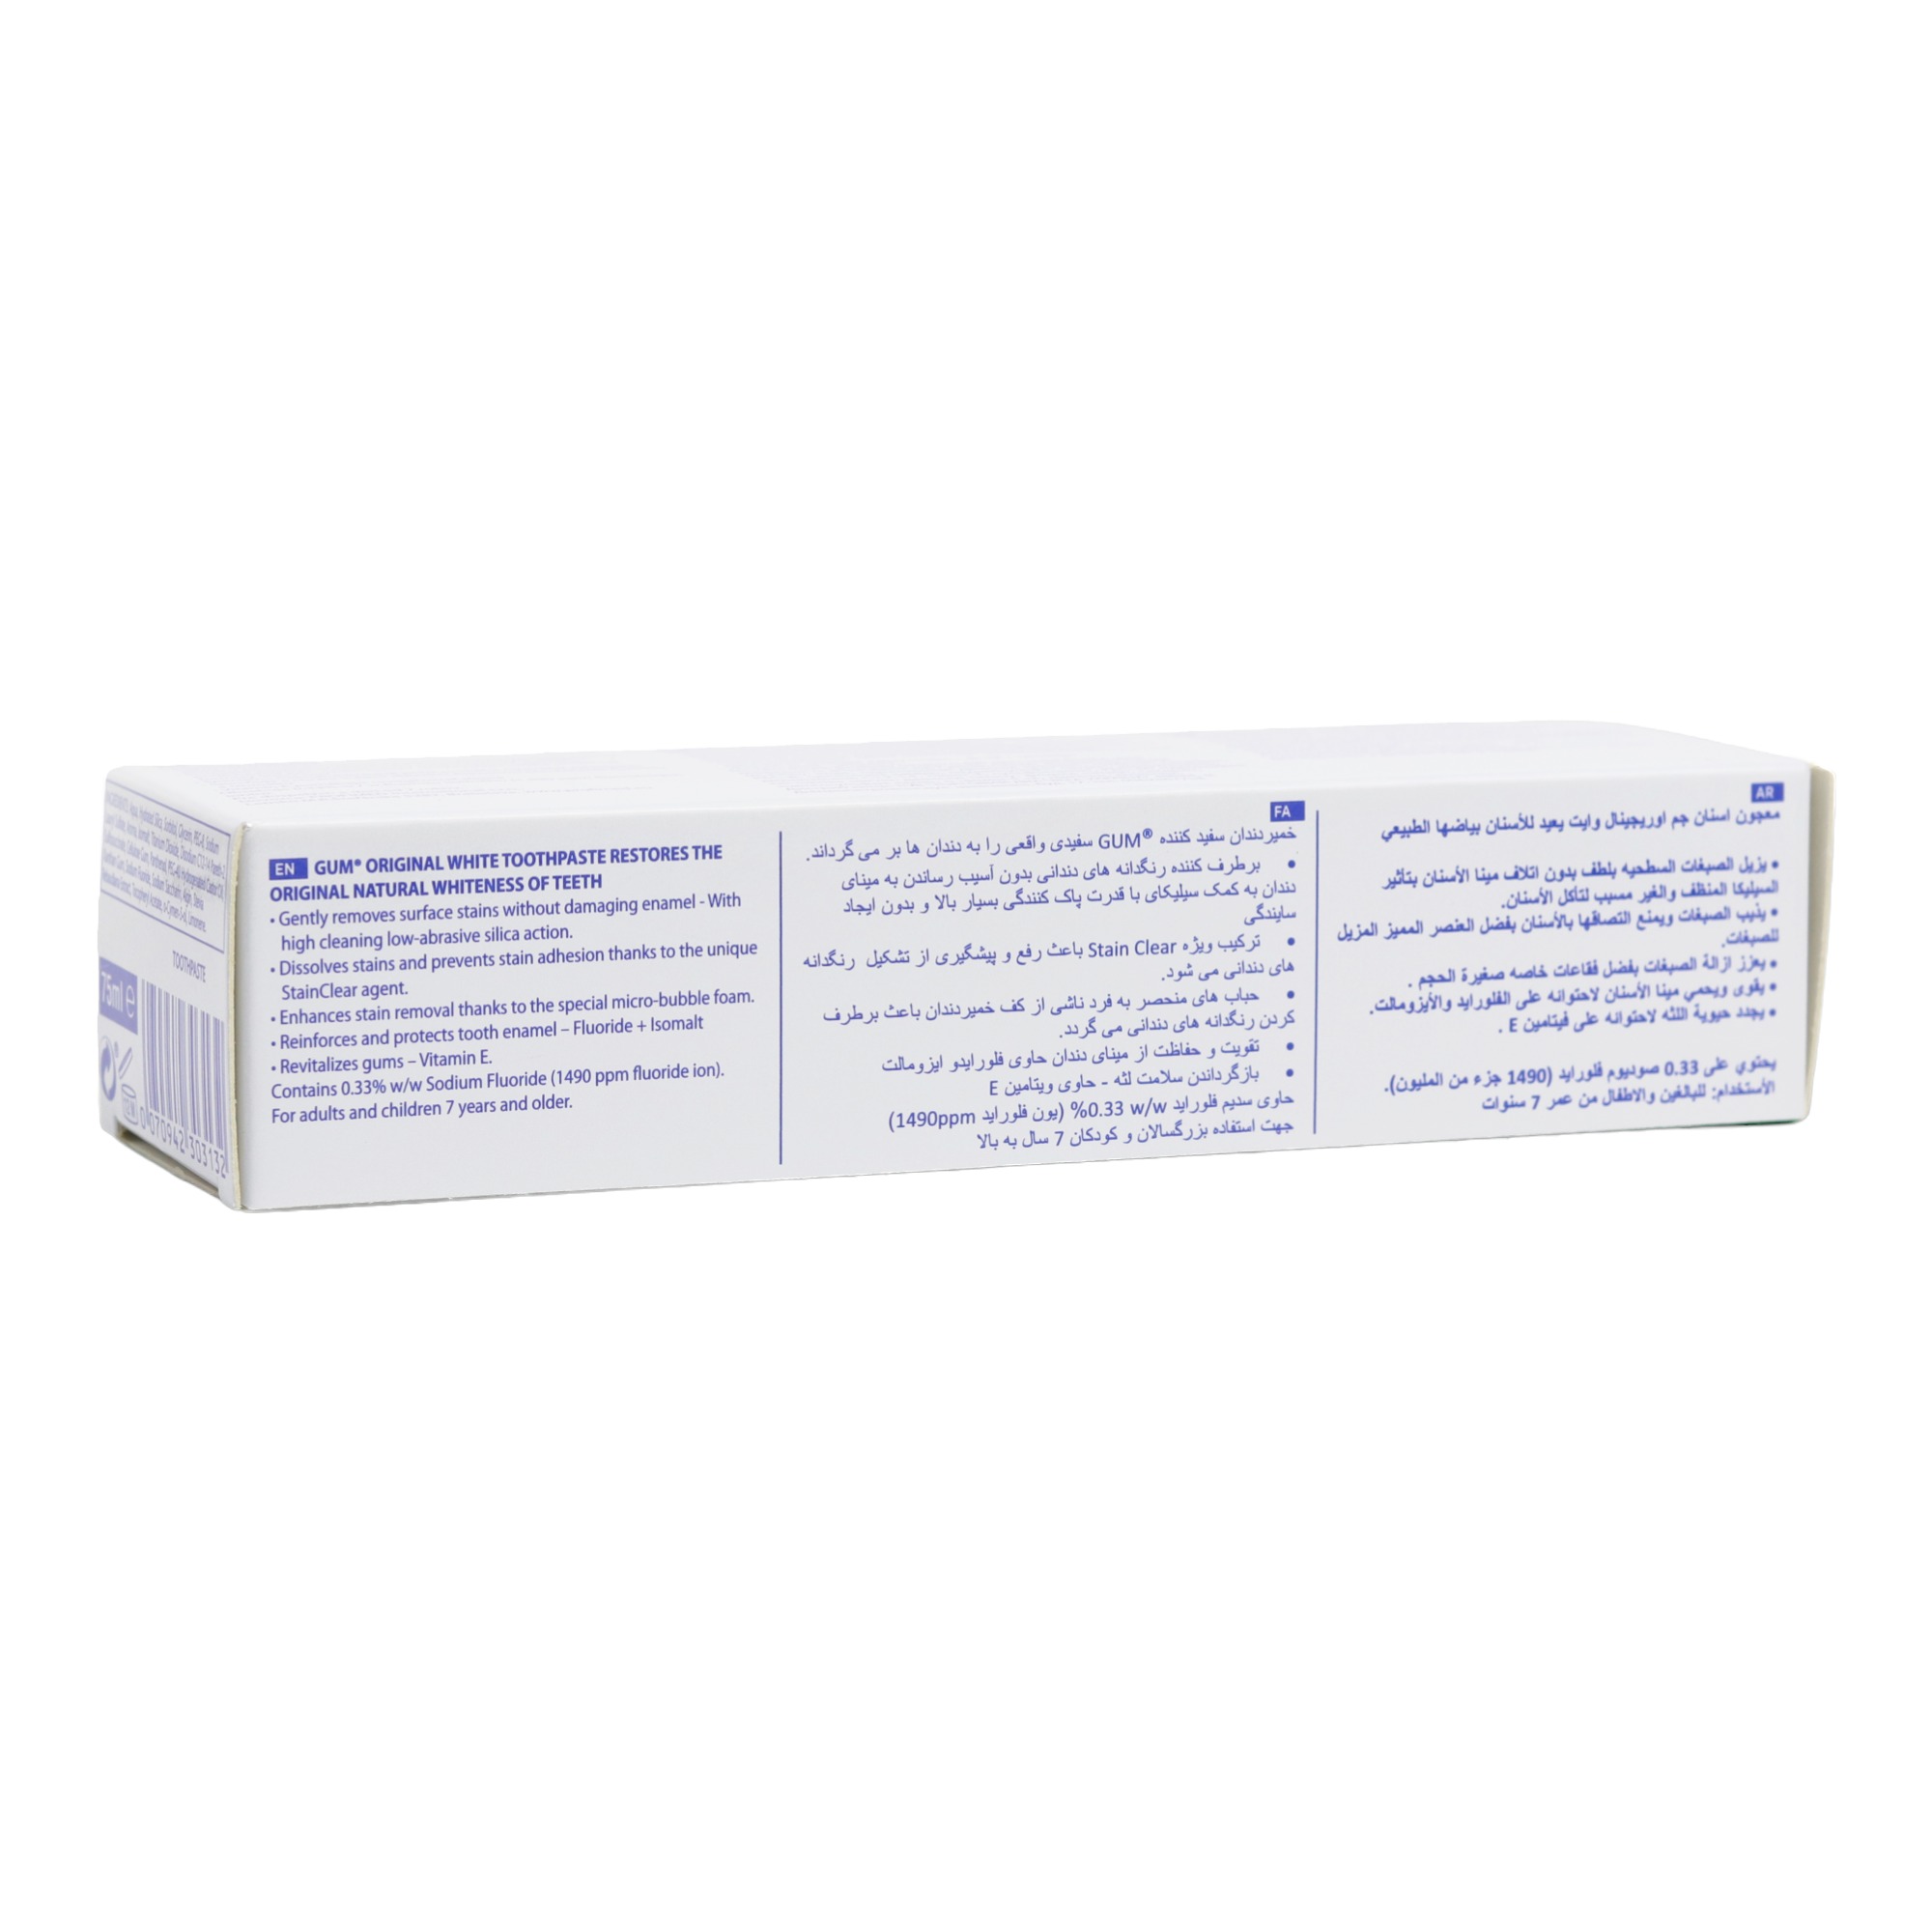 EN GUM® ORIGINAL WHITE TOOTHPASTE RESTORES THE
ORIGINAL NATURAL WHITENESS OF TEETH
• Gently removes surface stains without damaging enamel - With
high cleaning low-abrasive silica action.
• Dissolves stains and prevents stain adhesion thanks to the unique
StainClear agent.
• Enhances stain removal thanks to the special micro-bubble foam.
• Reinforces and protects tooth enamel – Fluoride + Isomalt
• Revitalizes gums – Vitamin E.
Contains 0.33% w/w Sodium Fluoride (1490 ppm fluoride ion).
For adults and children 7 years and older.
FA
خمیردندان سفید کننده GUM® سفیدی واقعی را به دندان ها بر می گرداند.
• برطرف کننده رنگدانه های دندانی بدون آسیب رساندن به مینای
دندان به کمک سیلیکای با قدرت پاک کنندگی بسیار بالا و بدون ایجاد
سایندگی
• ترکیب ویژه Stain Clear باعث رفع و پیشگیری از تشکیل رنگدانه
های دندانی می شود.
• حباب های منحصر به فرد ناشی از کف خمیردندان باعث برطرف
کردن رنگدانه های دندانی می گردد.
• تقویت و حفاظت از مینای دندان حاوی فلورایدو ایزومالت
• بازگرداندن سلامت لثه - حاوی ویتامین E
حاوی سدیم فلوراید 0.33 w/w% (یون فلوراید 1490ppm)
جهت استفاده بزرگسالان و کودکان 7 سال به بالا
AR
معجون اسنان جم اوريجينال وايت يعيد للأسنان بياضها الطبيعي
• يزيل الصبغات السطحيه بلطف بدون اتلاف مينا الأسنان بتأثير
السيليكا المنظف والغير مسبب لتأكل الأسنان.
• يذيب الصبغات ويمنع التصاقها بالأسنان بفضل العنصر المميز المزيل
للصبغات.
• يعزز ازالة الصبغات بفضل فقاعات خاصه صغيرة الحجم .
• يقوى ويحمي مينا الأسنان لاحتوائه على الفلورايد والأيزومالت.
• يجدد حيوية اللثه لاحتوائه على فيتامين E .
يحتوي على 0.33 صوديوم فلورايد (1490 جزء من المليون).
الأستخدام: للبالغين والاطفال من عمر 7 سنوات
TOOTHPASTE
75ml e
0 070942 303132